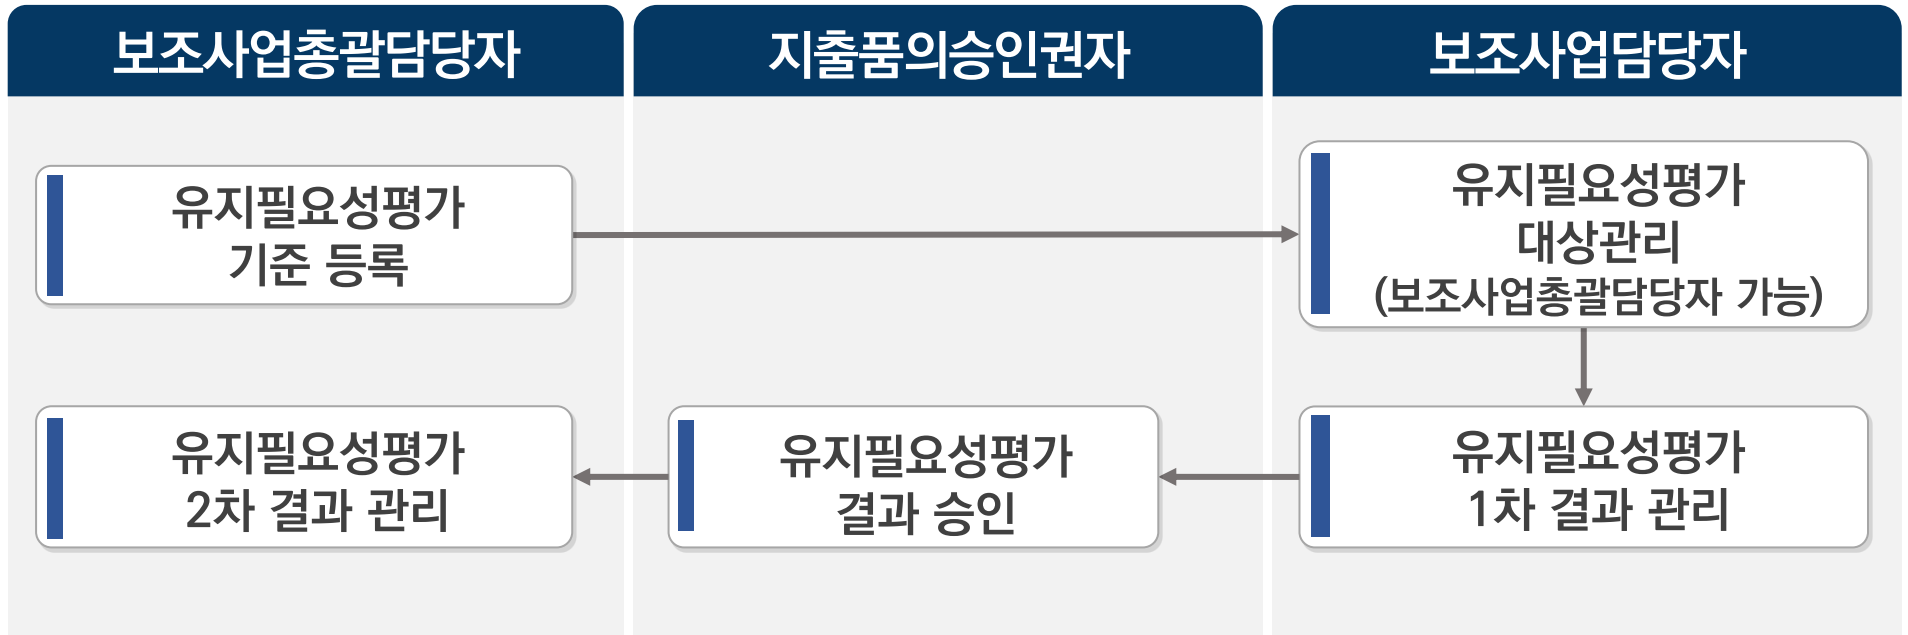 보조사업총괄담당자
지출품의승인권자
보조사업담당자
유지필요성평가
기준 등록
유지필요성평가
대상관리
(보조사업총괄담당자 가능)
유지필요성평가
2차 결과 관리
유지필요성평가
결과 승인
유지필요성평가
1차 결과 관리